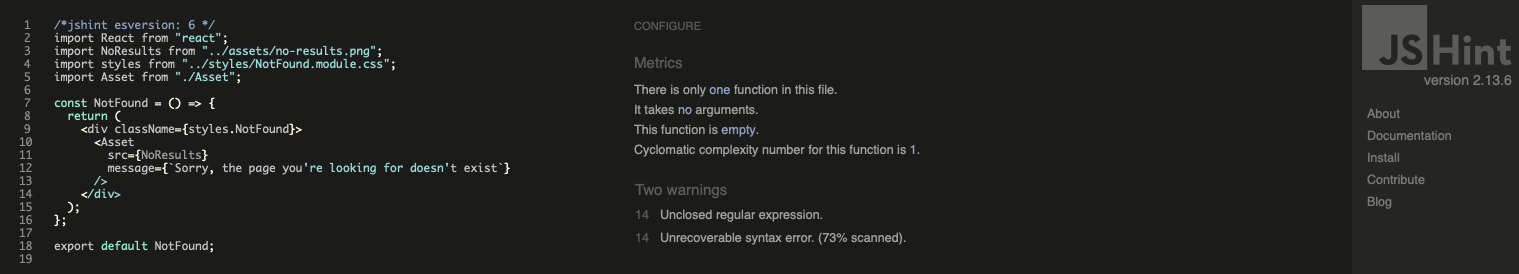 1 /*jshint esversion: 6 */
2 import React from "react";
3 import NoResults from "../assets/no-results.png";
4 import styles from "../styles/NotFound.module.css";
5 import Asset from "./Asset";
6
7 const NotFound = () => {
8 return (
9 <div className={styles.NotFound}>
10 <Asset
11 src={NoResults}
12 message={`Sorry, the page you're looking for doesn't exist`}
13 />
14 </div>
15 );
16 };
17
18 export default NotFound;
19
CONFIGURE
Metrics
There is only one function in this file.
It takes no arguments.
This function is empty.
Cyclomatic complexity number for this function is 1.
Two warnings
14 Unclosed regular expression.
14 Unrecoverable syntax error. (73% scanned).
JSHint
version 2.13.6
About
Documentation
Install
Contribute
Blog